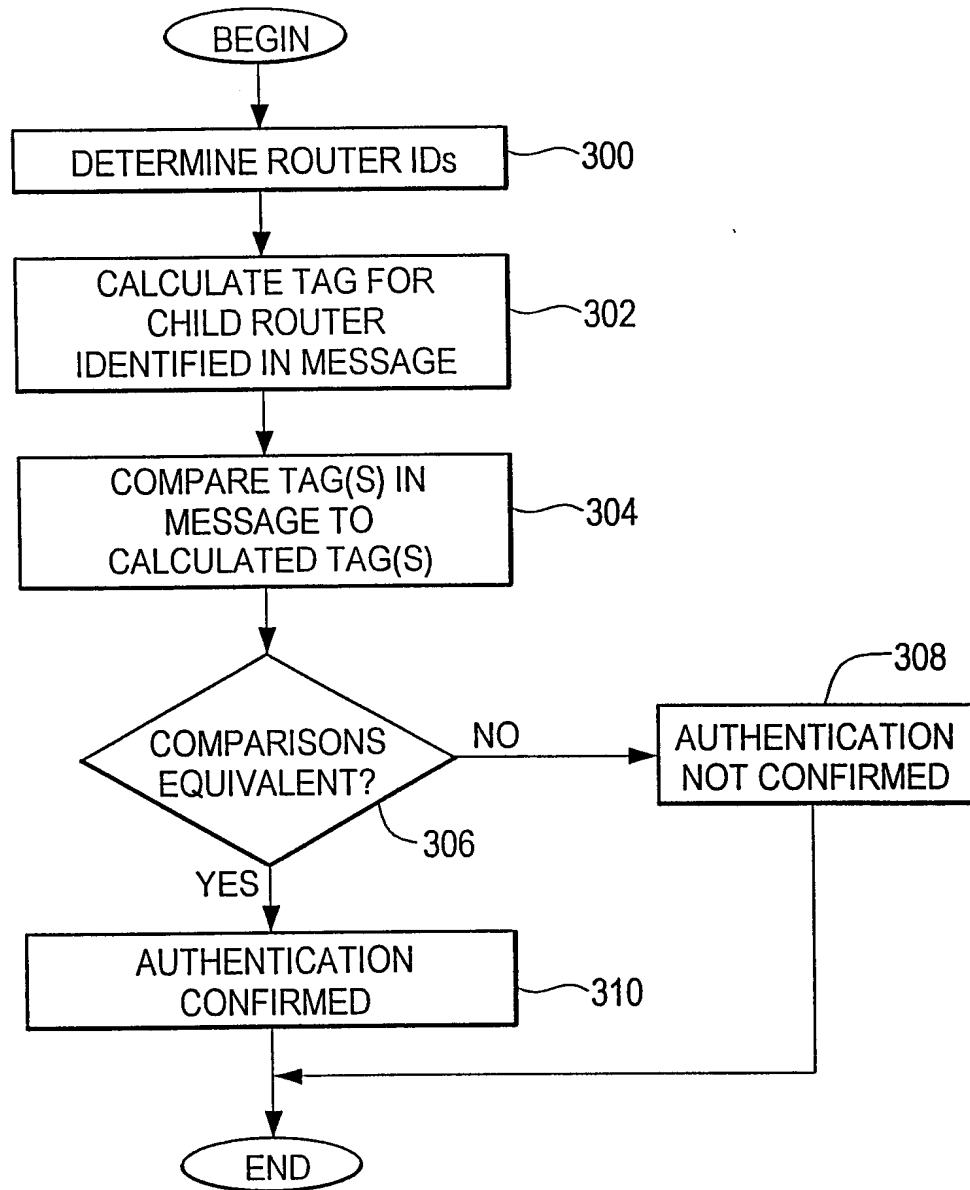 BEGIN
DETERMINE ROUTER IDs
300
CALCULATE TAG FOR
CHILD ROUTER
IDENTIFIED IN MESSAGE
302
COMPARE TAG(S) IN
MESSAGE TO
CALCULATED TAG(S)
304
COMPARISONS
EQUIVALENT?
306
NO
308
AUTHENTICATION
NOT CONFIRMED
YES
AUTHENTICATION
CONFIRMED
310
END